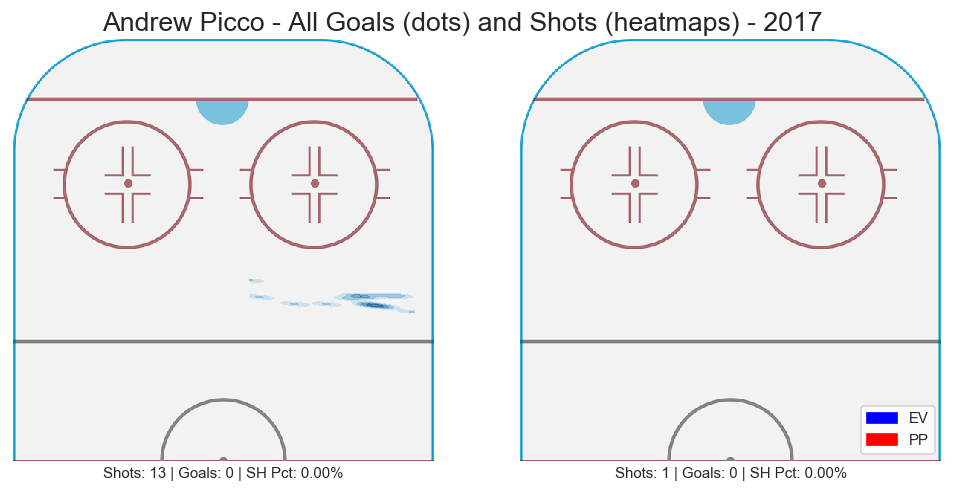 Andrew Picco - All Goals (dots) and Shots (heatmaps) - 2017
EV
PP
Shots: 13 | Goals: 0 | SH Pct: 0.00%
Shots: 1 | Goals: 0 | SH Pct: 0.00%